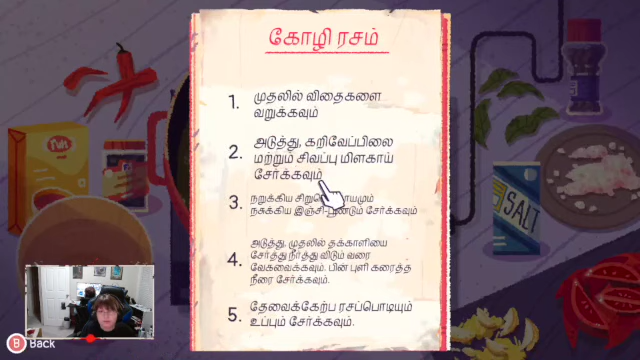 கோழி ரசம்
1. முதலில் விதைகளை
வறுக்கவும்
2. அடுத்து, கறிவேப்பிலை
மற்றும் சிவப்பு மிளகாய்
சேர்க்கவும்
3. நறுக்கிய
நசுக்கிய சேர்க்கவும்
4. அடுத்து, முதலில் தக்காளியை
சேர்த்து நீர்த்து விடும் வரை
வேகவைக்கவும். பின் புளி கரைத்த
நீரை சேர்க்கவும்.
5. தேவைக்கேற்ப ரசப்பொடியும்
உப்பும் சேர்க்கவும்.
SALT
B Back